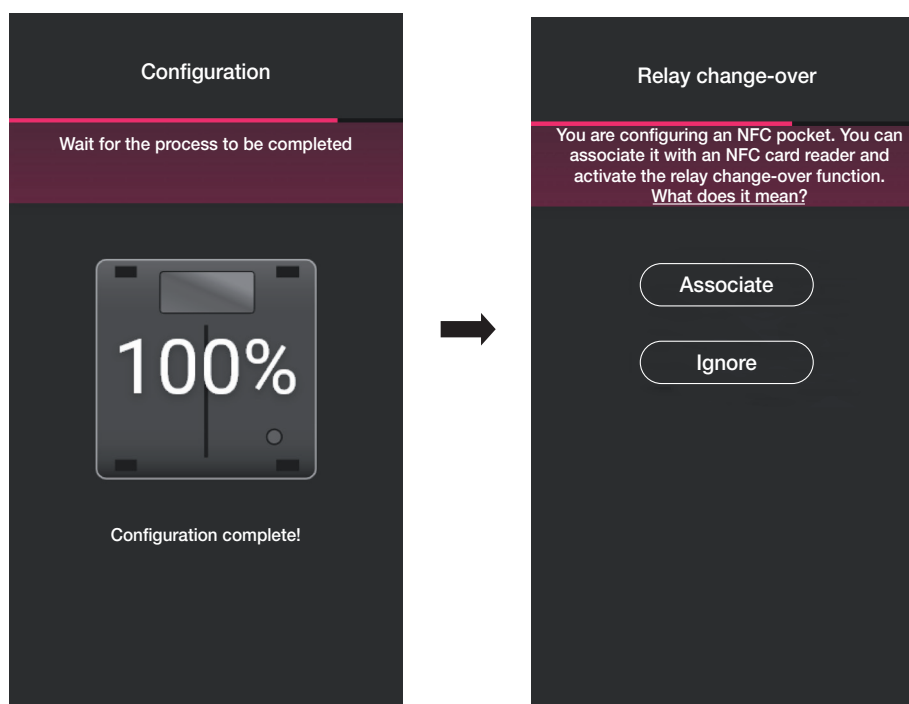 Configuration
Wait for the process to be completed
100%
Configuration complete!
Relay change-over
You are configuring an NFC pocket. You can
associate it with an NFC card reader and
activate the relay change-over function.
What does it mean?
Associate
Ignore